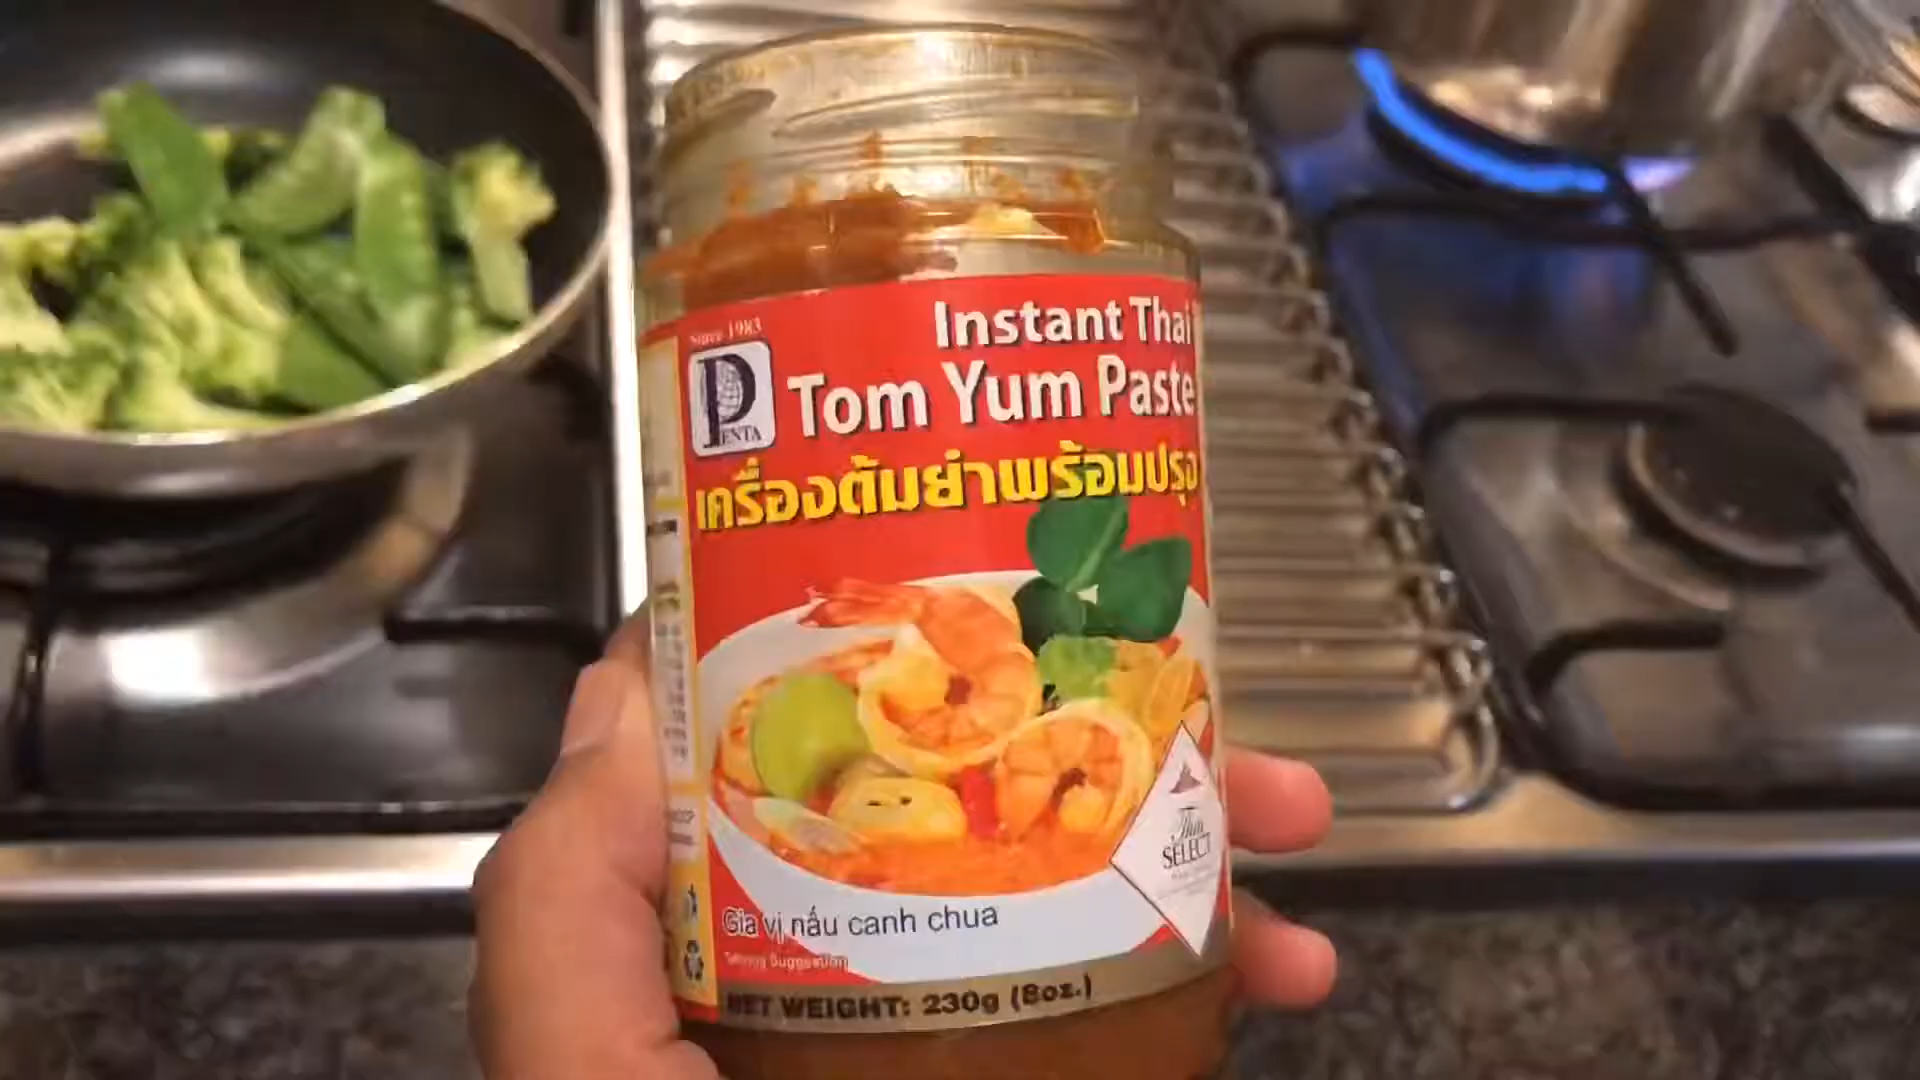 Since 1983
PENTA
Instant Thai
Tom Yum Paste
เครื่องต้มยำพร้อมปรุง
Thai
SELECT
Gia vị nấu canh chua
Serving Suggestion
NET WEIGHT: 230g (8oz.)